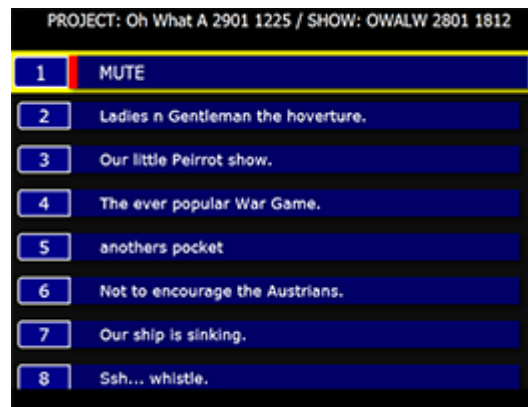 PROJECT: Oh What A 2901 1225 / SHOW: OWALW 2801 1812
1 MUTE
2 Ladies n Gentleman the hoverture.
3 Our little Peirrot show.
4 The ever popular War Game.
5 anothers pocket
6 Not to encourage the Austrians.
7 Our ship is sinking.
8 Ssh... whistle.